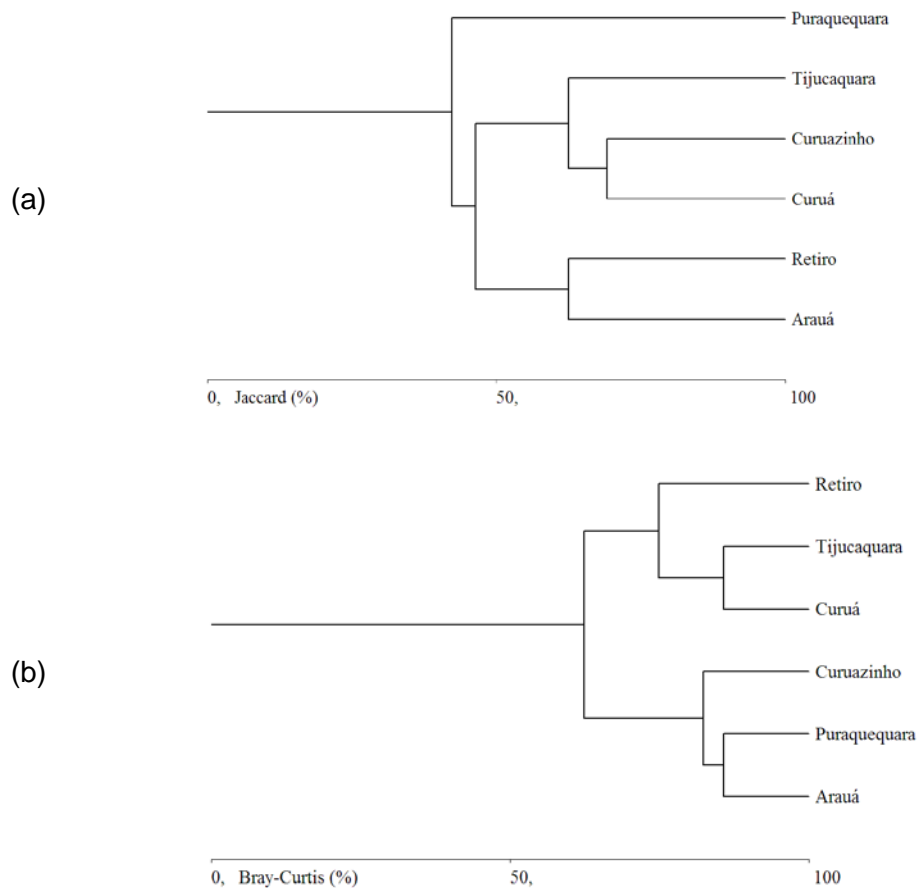 Puraquequara
Tijucaquara
Curuazinho
(a)
Curuá
Retiro
Arauá
0, Jaccard (%) 50, 100
Retiro
Tijucaquara
Curuá
(b)
Curuazinho
Puraquequara
Arauá
0, Bray-Curtis (%) 50, 100